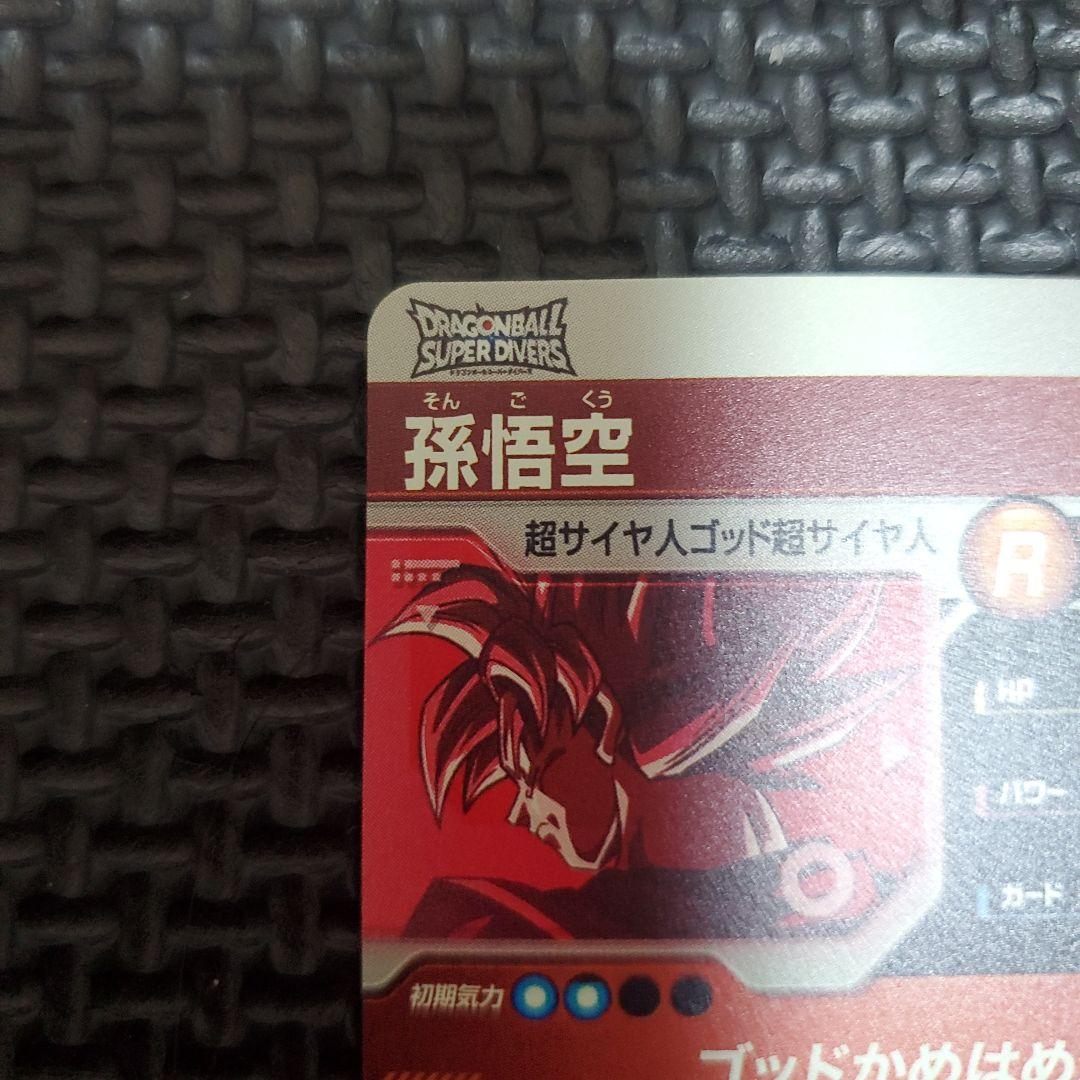 DRAGONBALL
SUPER DIVERS
ドラゴンボールスーパーダイバーズ
そん ご くう
孫悟空
超サイヤ人ゴッド超サイヤ人
R
HP
パワー
カード
初期気力
ゴッドかめはめ